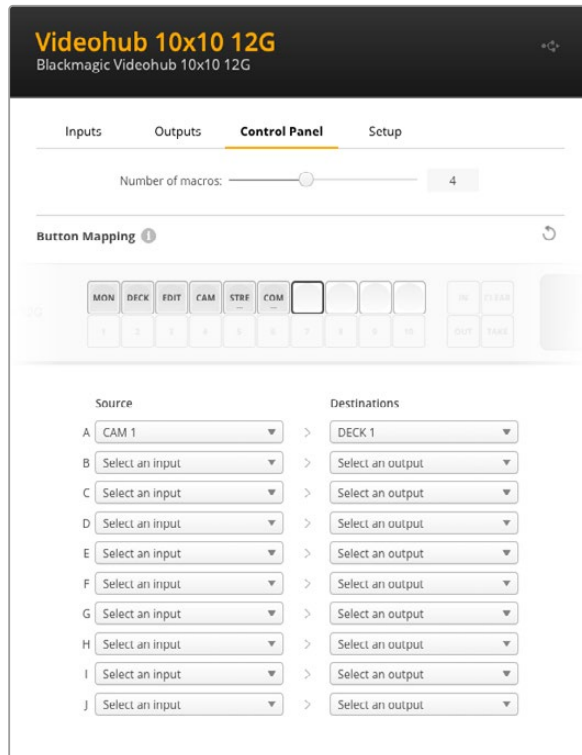 Videohub 10x10 12G
Blackmagic Videohub 10x10 12G
Inputs Outputs Control Panel Setup
Number of macros: 4
Button Mapping
MON DECK EDIT CAM STRE COM IN CLEAR
1 2 3 4 5 6 7 8 9 10 OUT TAKE
Source Destinations
A CAM 1 > DECK 1
B Select an input > Select an output
C Select an input > Select an output
D Select an input > Select an output
E Select an input > Select an output
F Select an input > Select an output
G Select an input > Select an output
H Select an input > Select an output
I Select an input > Select an output
J Select an input > Select an output